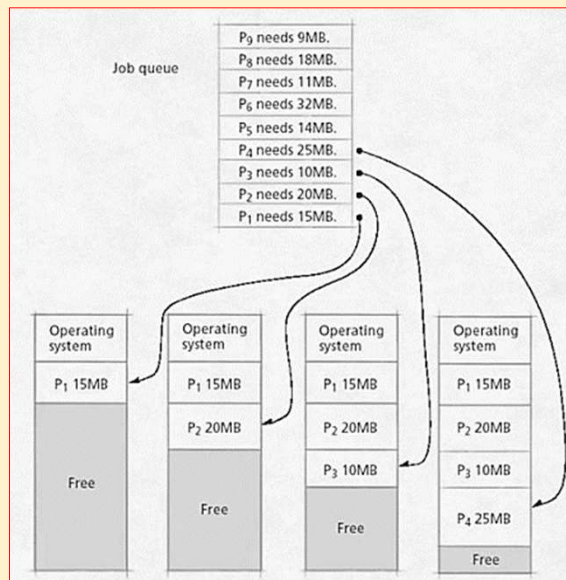 Job queue
P9 needs 9MB.
P8 needs 18MB.
P7 needs 11MB.
P6 needs 32MB.
P5 needs 14MB.
P4 needs 25MB.
P3 needs 10MB.
P2 needs 20MB.
P1 needs 15MB.
Operating
system
P1 15MB
Free
Operating
system
P1 15MB
P2 20MB
Free
Operating
system
P1 15MB
P2 20MB
P3 10MB
Free
Operating
system
P1 15MB
P2 20MB
P3 10MB
P4 25MB
Free